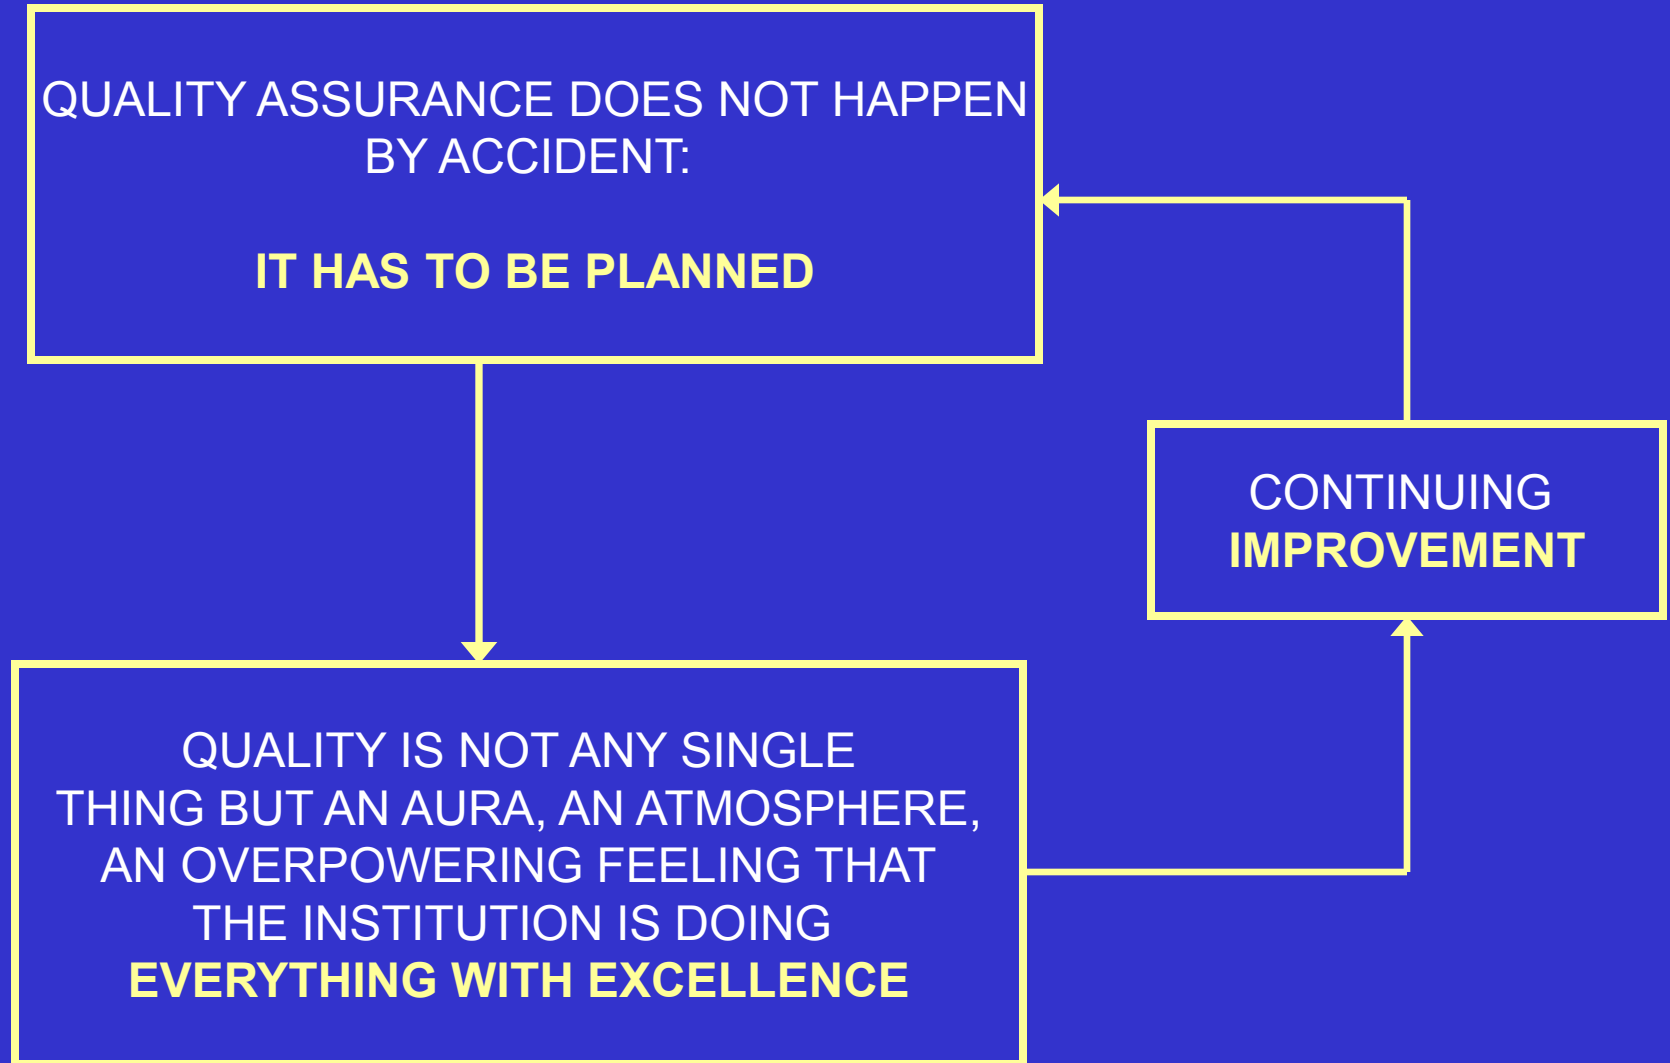 QUALITY ASSURANCE DOES NOT HAPPEN
BY ACCIDENT:
IT HAS TO BE PLANNED
CONTINUING
IMPROVEMENT
QUALITY IS NOT ANY SINGLE
THING BUT AN AURA, AN ATMOSPHERE,
AN OVERPOWERING FEELING THAT
THE INSTITUTION IS DOING
EVERYTHING WITH EXCELLENCE